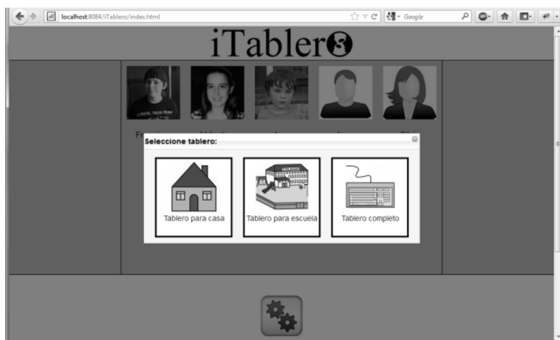 localhost:8084/iTablero/index.html
Google
iTabler8
Seleccione tablero:
Tablero para casa
Tablero para escuela
Tablero completo